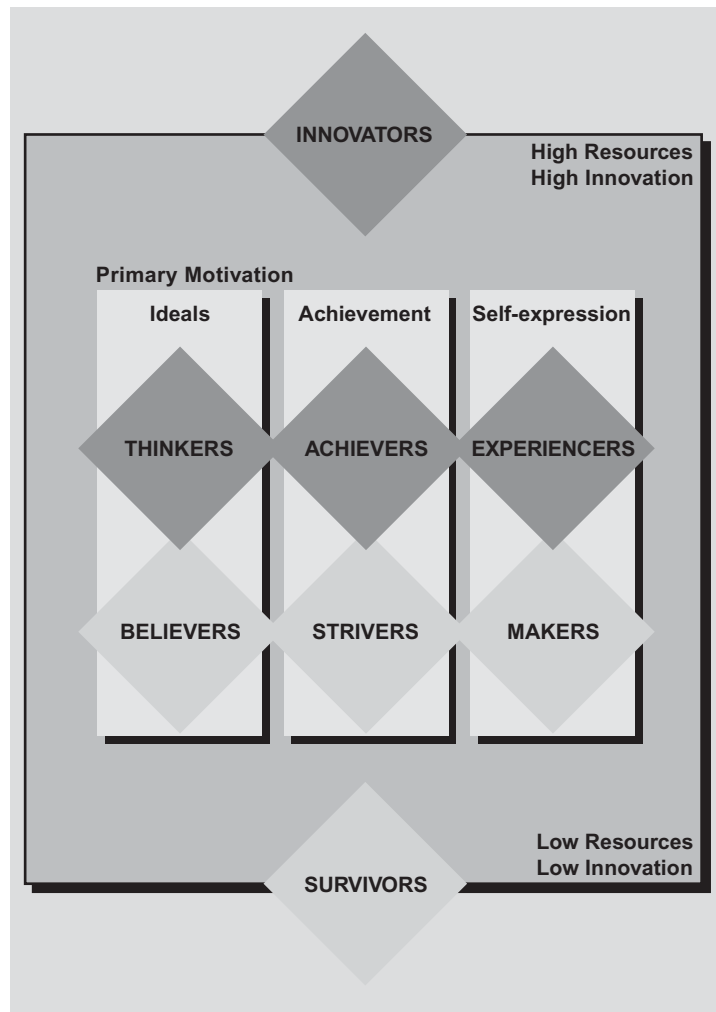 INNOVATORS
High Resources
High Innovation
Primary Motivation
Ideals
Achievement
Self-expression
THINKERS
ACHIEVERS
EXPERIENCERS
BELIEVERS
STRIVERS
MAKERS
Low Resources
Low Innovation
SURVIVORS